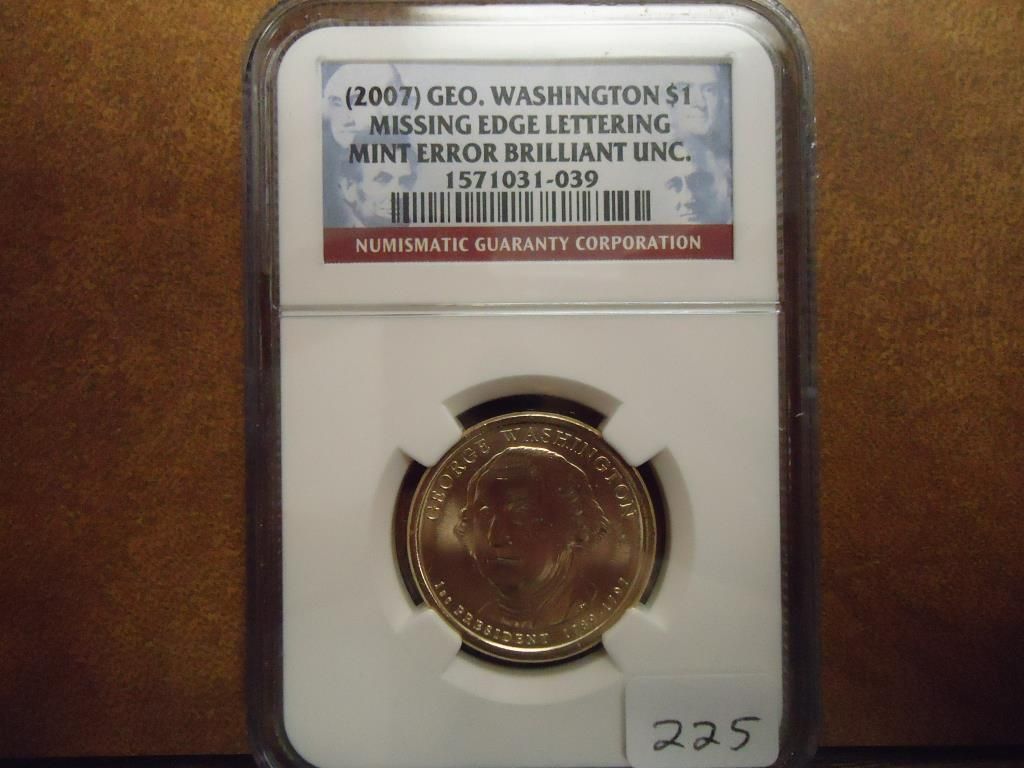 (2007) GEO. WASHINGTON $1
MISSING EDGE LETTERING
MINT ERROR BRILLIANT UNC.
1571031-039
NUMISMATIC GUARANTY CORPORATION
GEORGE WASHINGTON
1st PRESIDENT 1789-1797
225